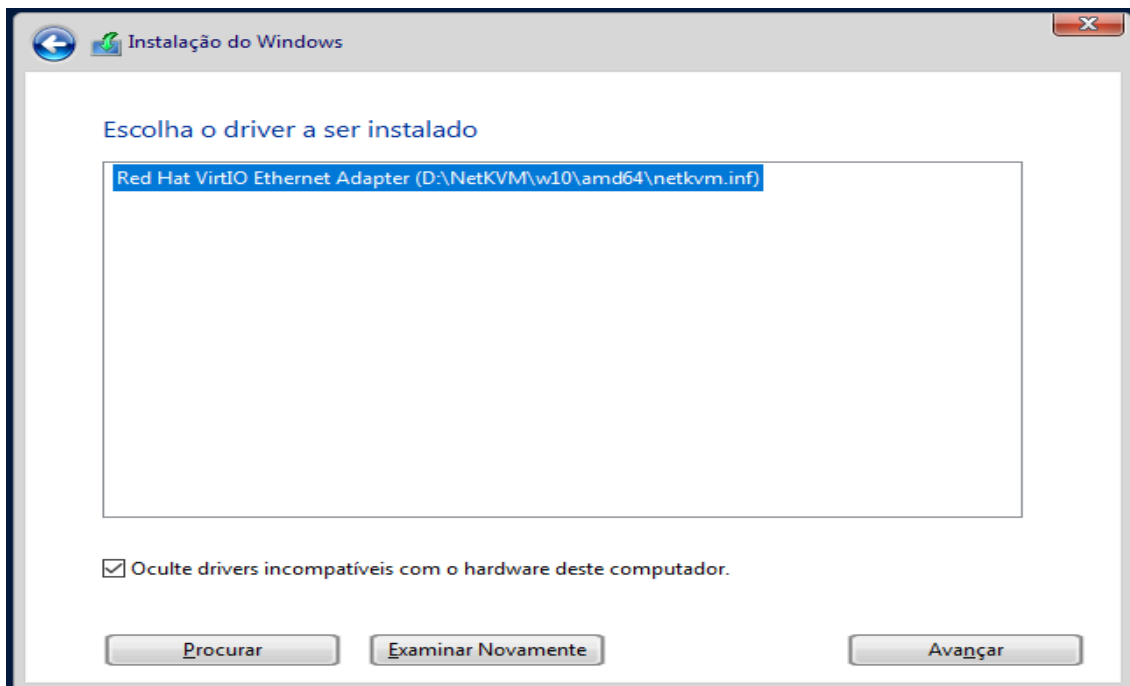 Instalação do Windows
Escolha o driver a ser instalado
Red Hat VirtIO Ethernet Adapter (D:\NetKVM\w10\amd64\netkvm.inf)
Oculte drivers incompatíveis com o hardware deste computador.
Procurar
Examinar Novamente
Avançar